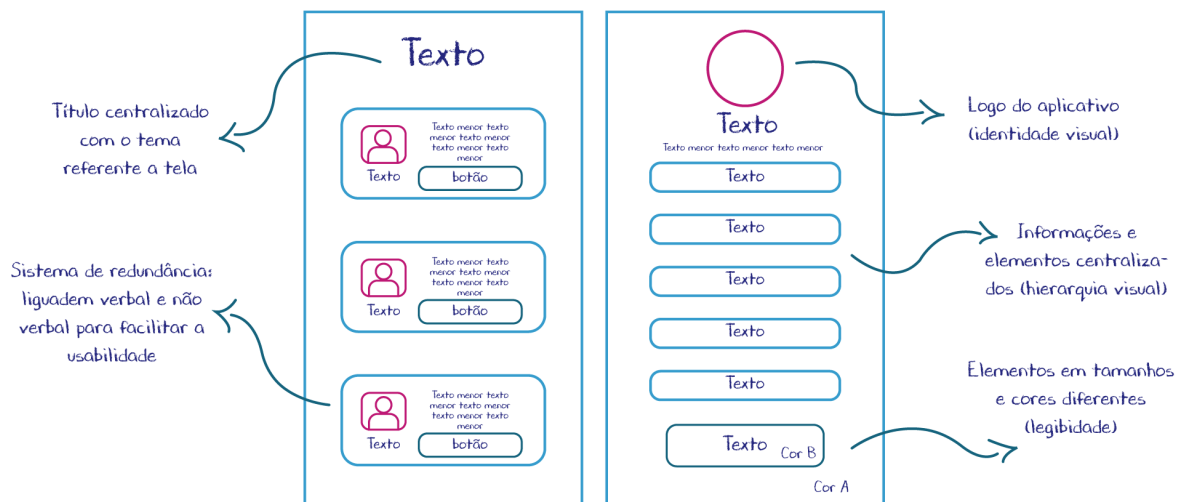 Texto
Título centralizado
com o tema
referente a tela
Texto menor texto
menor texto menor
texto menor texto
menor
Texto
botão
Sistema de redundância:
liguadem verbal e não
verbal para facilitar a
usabilidade
Texto menor texto
menor texto menor
texto menor texto
menor
Texto
botão
Texto menor texto
menor texto menor
texto menor texto
menor
Texto
botão
Logo do aplicativo
(identidade visual)
Texto
Texto menor texto menor texto menor
Texto
Texto
Texto
Texto
Texto
Informações e
elementos centraliza-
dos (hierarquia visual)
Elementos em tamanhos
e cores diferentes
(legibidade)
Texto
Cor B
Cor A